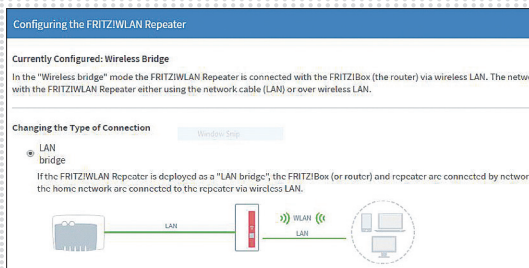 Configuring the FRITZ!WLAN Repeater
Currently Configured: Wireless Bridge
In the "Wireless bridge" mode the FRITZ!WLAN Repeater is connected with the FRITZ!Box (the router) via wireless LAN. The netw
with the FRITZ!WLAN Repeater either using the network cable (LAN) or over wireless LAN.
Changing the Type of Connection
Window Snip
LAN
bridge
If the FRITZ!WLAN Repeater is deployed as a "LAN bridge", the FRITZ!Box (or router) and repeater are connected by networ
the home network are connected to the repeater via wireless LAN.
LAN
WLAN
LAN